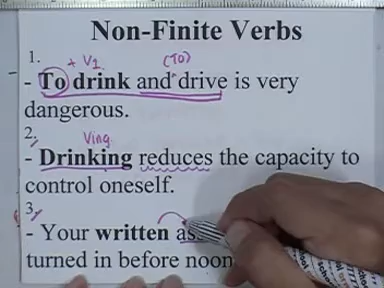 Non-Finite Verbs
1. + V1 (TO)
- To drink and drive is very
dangerous.
2. Ving
- Drinking reduces the capacity to
control oneself.
3.
- Your written as
turned in before noon